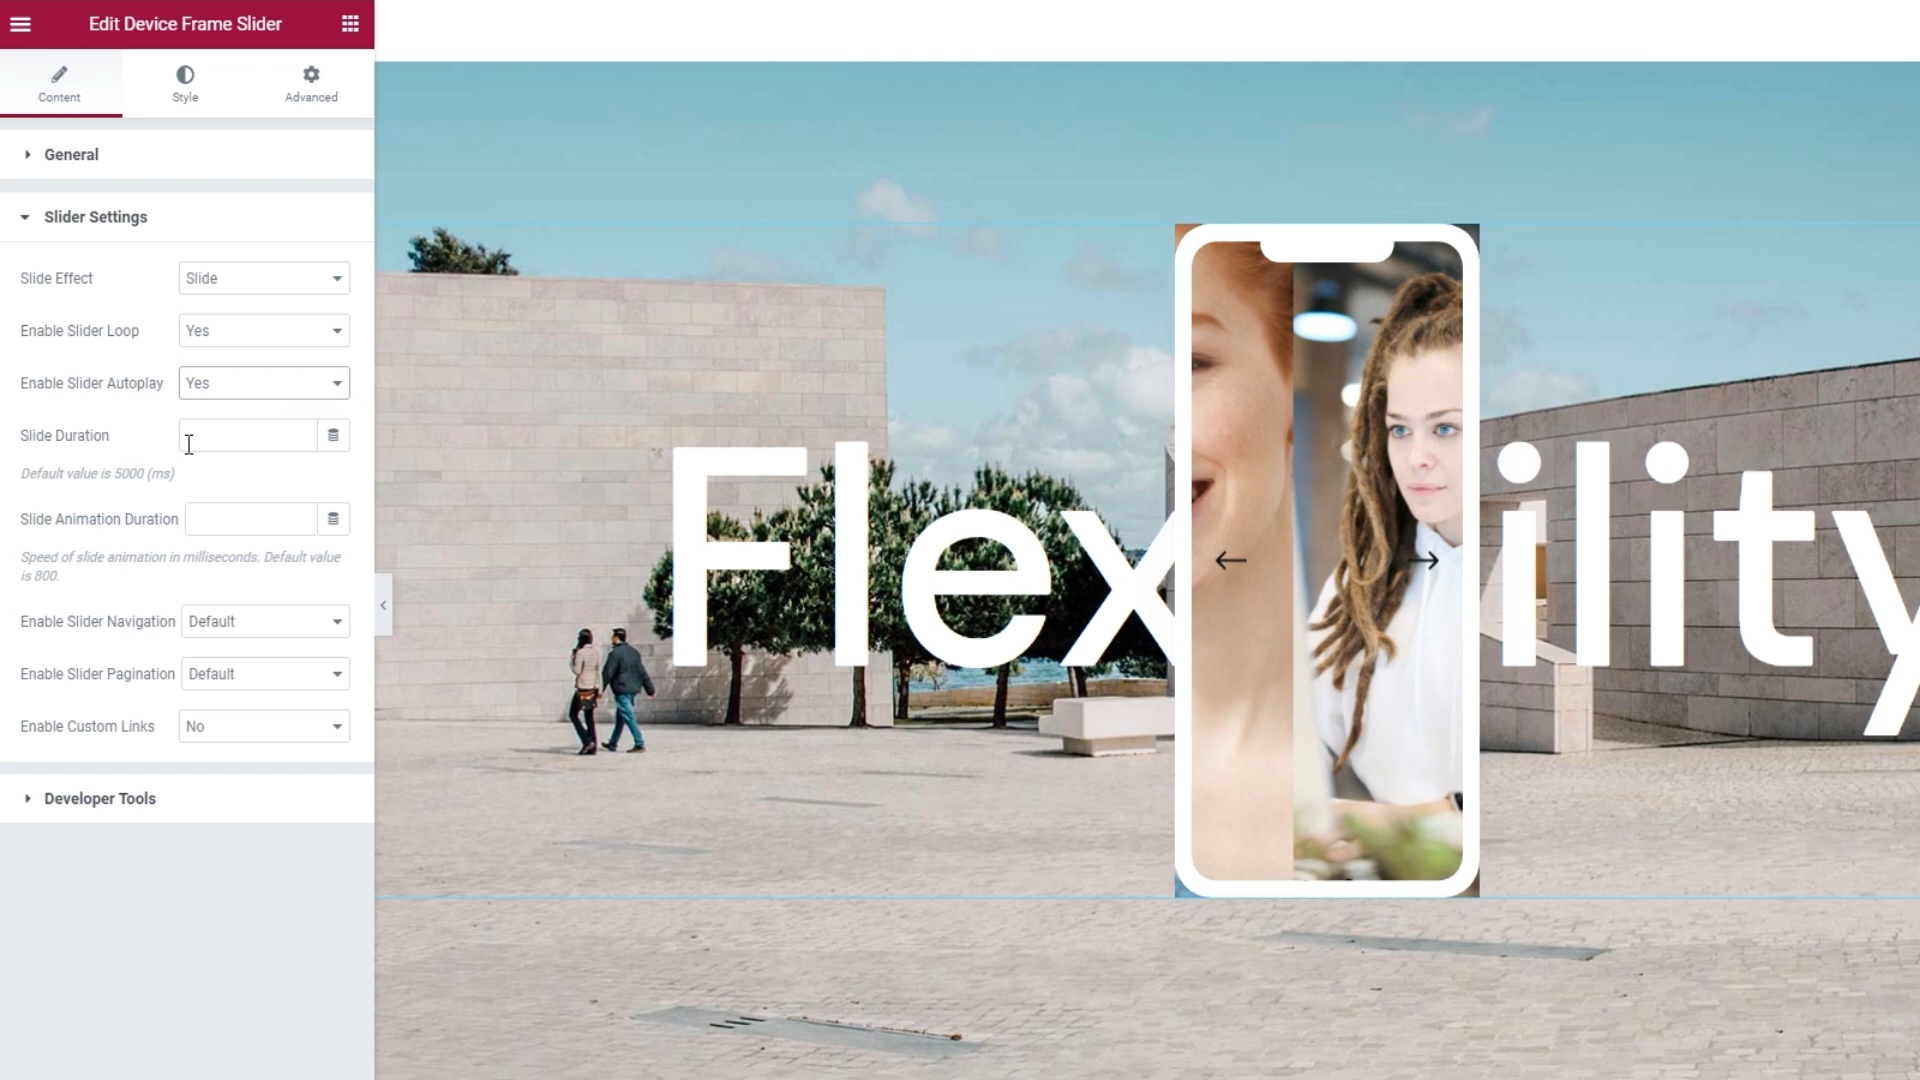 Edit Device Frame Slider
Content
Style
Advanced
General
Slider Settings
Slide Effect Slide
Enable Slider Loop Yes
Enable Slider Autoplay Yes
Slide Duration
Default value is 5000 (ms)
Slide Animation Duration
Speed of slide animation in milliseconds. Default value
is 800.
Enable Slider Navigation Default
Enable Slider Pagination Default
Enable Custom Links No
Developer Tools
Flex ility